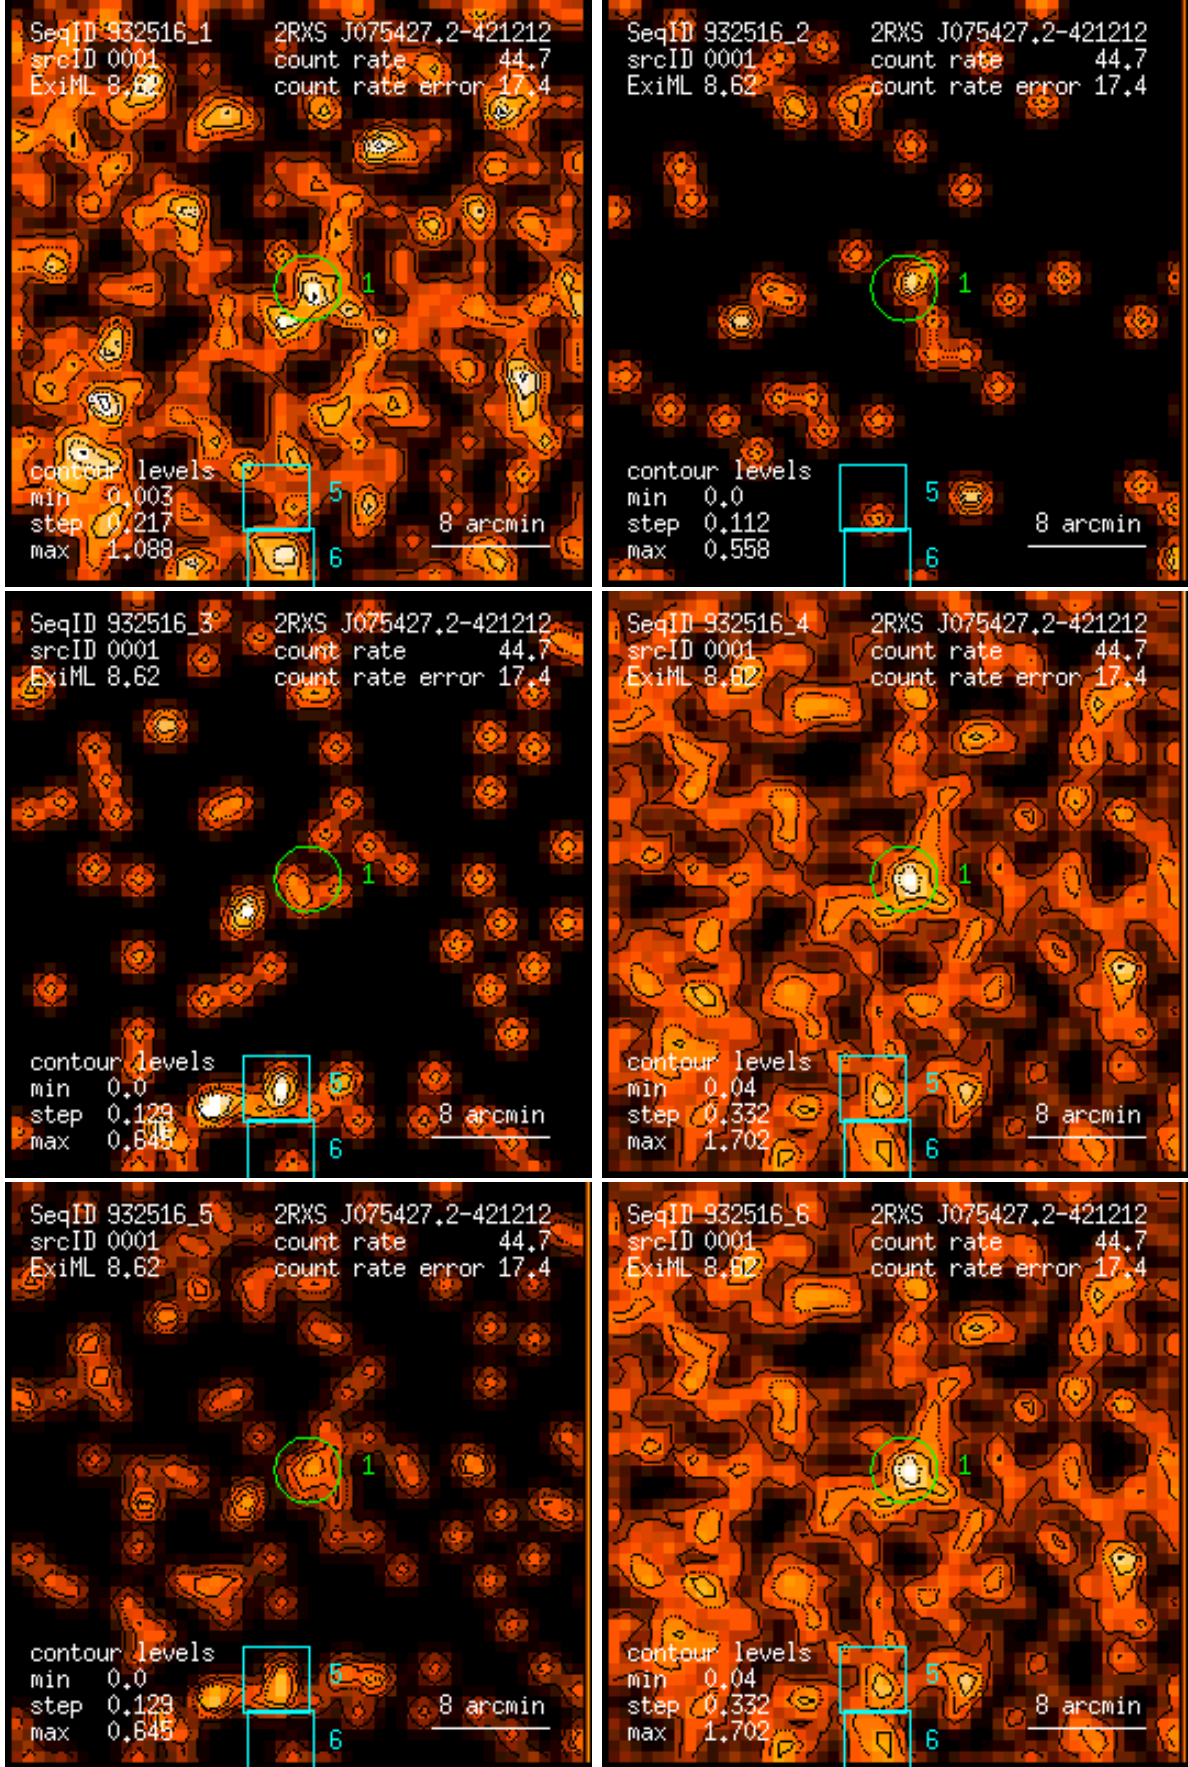 SeqID 932516_1 2RXS J075427.2-421212
srcID 0001 count rate 44.7
ExiML 8.62 count rate error 17.4
1
contour levels
min 0.003 5
step 0.217 8 arcmin
max 1.088 6
SeqID 932516_2 2RXS J075427.2-421212
srcID 0001 count rate 44.7
ExiML 8.62 count rate error 17.4
1
contour levels
min 0.0 5
step 0.112 8 arcmin
max 0.558 6
SeqID 932516_3 2RXS J075427.2-421212
srcID 0001 count rate 44.7
ExiML 8.62 count rate error 17.4
1
contour levels
min 0.0 5
step 0.129 8 arcmin
max 0.645 6
SeqID 932516_4 2RXS J075427.2-421212
srcID 0001 count rate 44.7
ExiML 8.62 count rate error 17.4
1
contour levels
min 0.04 5
step 0.332 8 arcmin
max 1.702 6
SeqID 932516_5 2RXS J075427.2-421212
srcID 0001 count rate 44.7
ExiML 8.62 count rate error 17.4
1
contour levels
min 0.0 5
step 0.129 8 arcmin
max 0.645 6
SeqID 932516_6 2RXS J075427.2-421212
srcID 0001 count rate 44.7
ExiML 8.62 count rate error 17.4
1
contour levels
min 0.04 5
step 0.332 8 arcmin
max 1.702 6